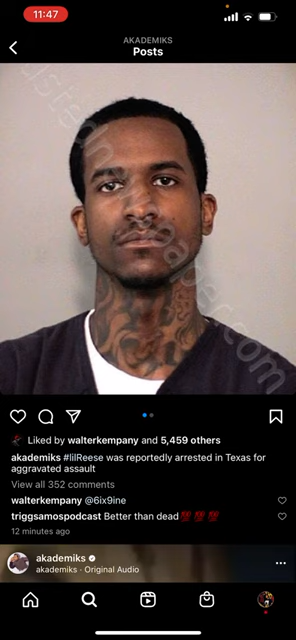 11:47
AKADEMIKS
Posts
Liked by walterkempany and 5,459 others
akademiks #lilReese was reportedly arrested in Texas for
aggravated assault
View all 352 comments
walterkempany @6ix9ine
triggsamospodcast Better than dead💯💯💯
12 minutes ago
akademiks
akademiks · Original Audio